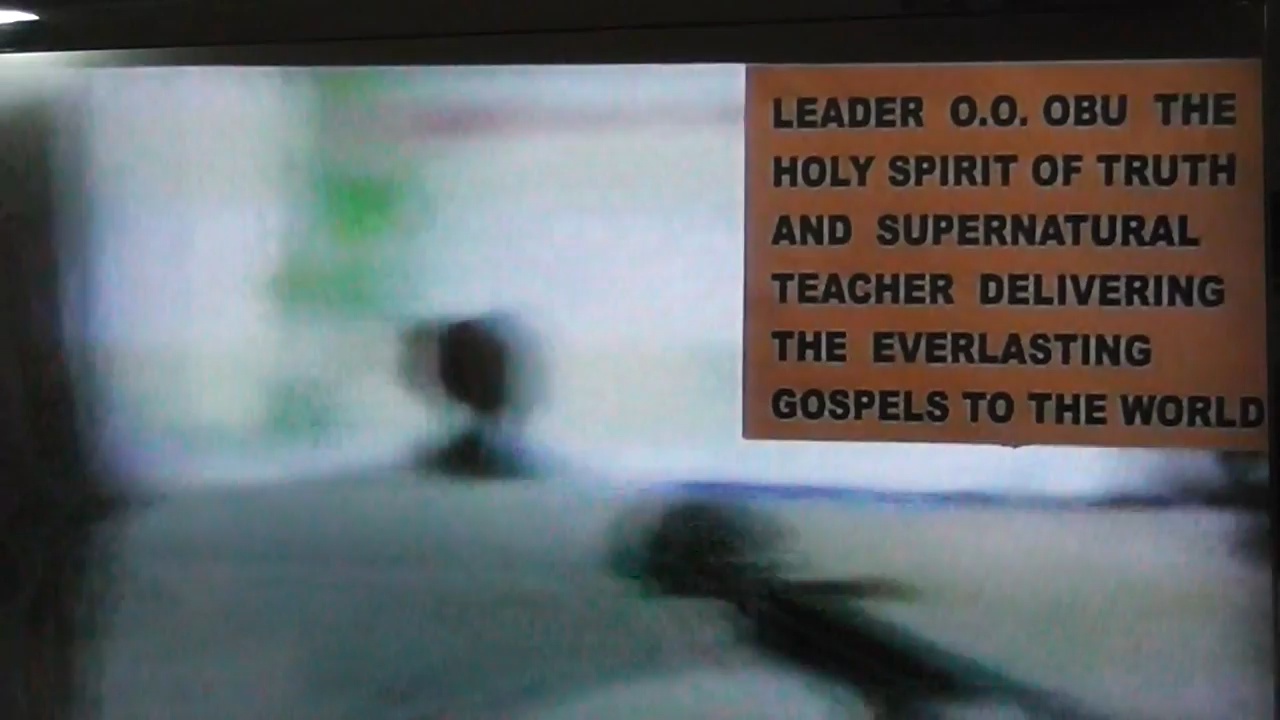 LEADER O.O. OBU THE
HOLY SPIRIT OF TRUTH
AND SUPERNATURAL
TEACHER DELIVERING
THE EVERLASTING
GOSPELS TO THE WORLD